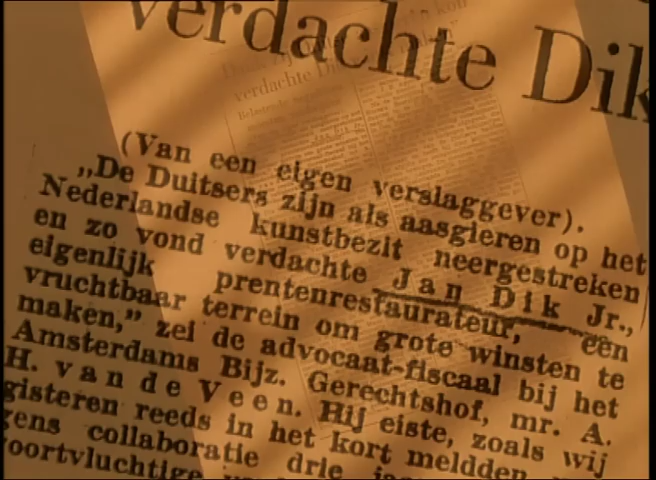 verdachte Dik
(Van een eigen verslaggever).
„De Duitsers zijn als aasgieren op het
Nederlandse kunstbezit neergestreken
en zo vond verdachte Jan Dik Jr.,
eigenlijk prentenrestaurateur, een
vruchtbaar terrein om grote winsten te
maken,” zei de advocaat-fiscaal bij het
Amsterdams Bijz. Gerechtshof, mr. A.
H. van de Veen. Hij eiste, zoals wij
gisteren reeds in het kort meldden
gens collaboratie drie
oortvluchtige